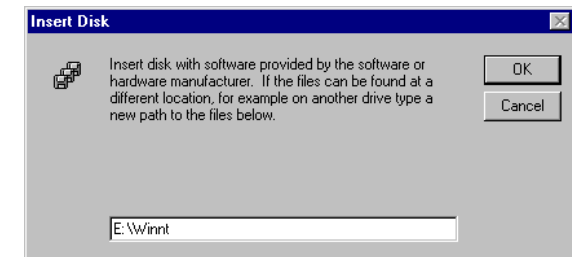 Insert Disk
Insert disk with software provided by the software or
hardware manufacturer. If the files can be found at a
different location, for example on another drive type a
new path to the files below.
OK
Cancel
E:\Winnt